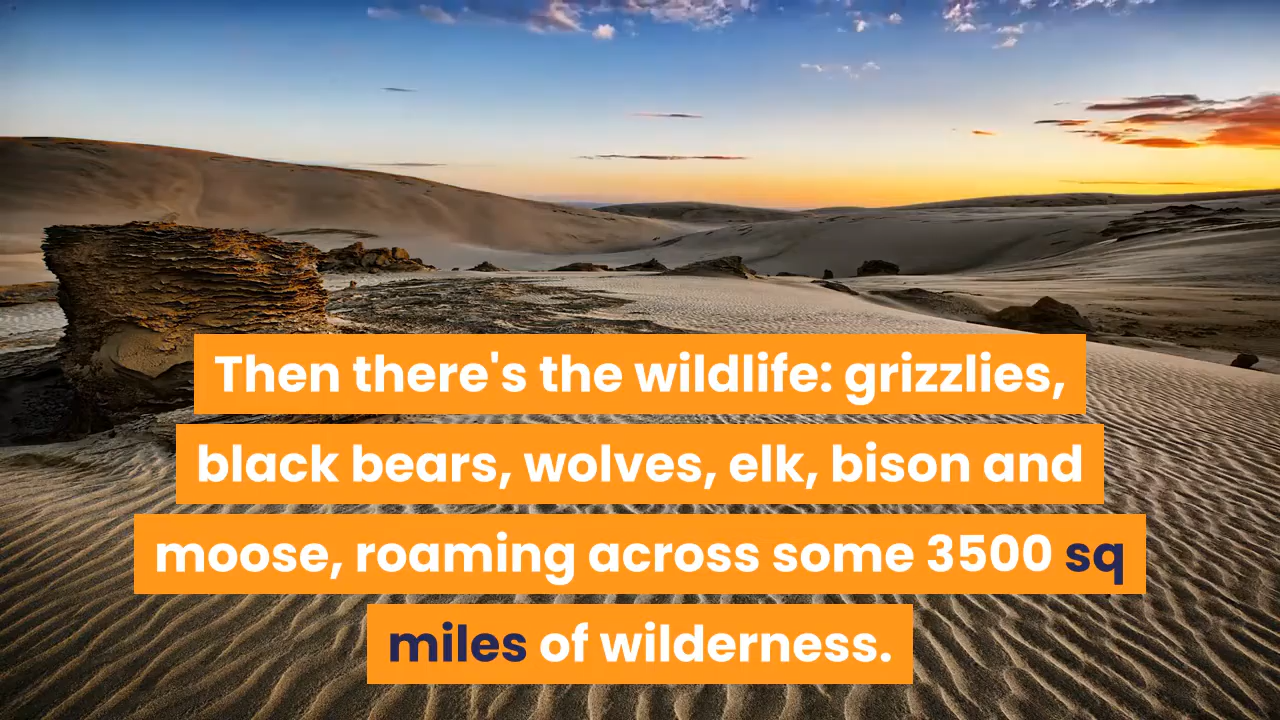 Then there's the wildlife: grizzlies,
black bears, wolves, elk, bison and
moose, roaming across some 3500 sq
miles of wilderness.